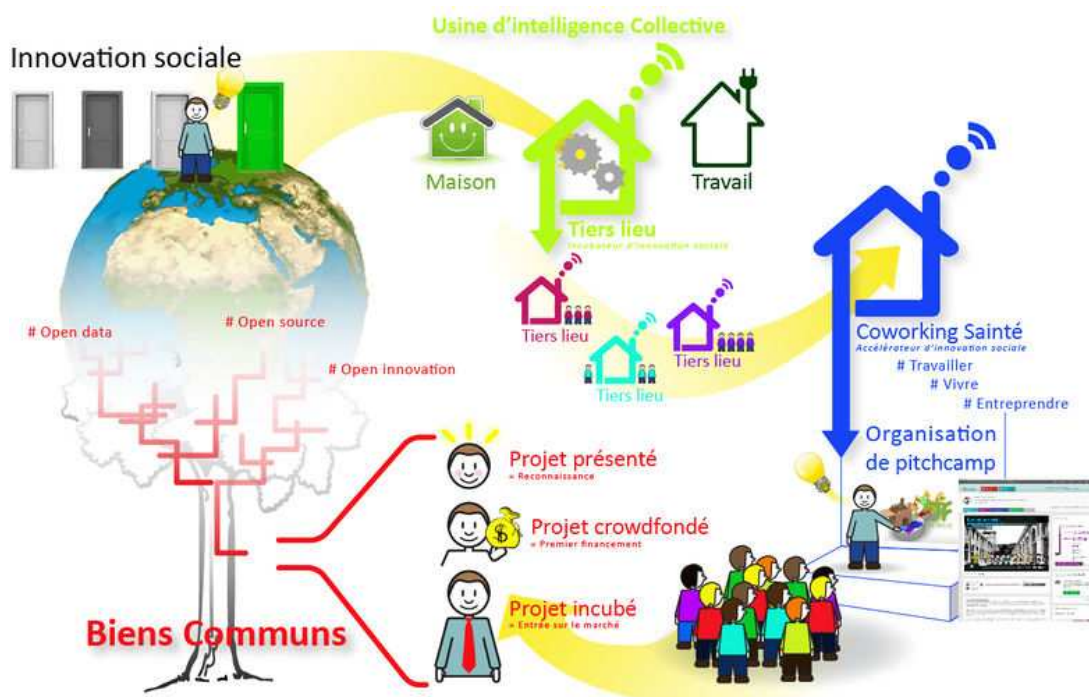 Usine d'intelligence Collective
Innovation sociale
Maison
Travail
Tiers lieu
Incubateur d'innovation sociale
Tiers lieu
Tiers lieu
Tiers lieu
# Open data
# Open source
# Open innovation
Coworking Sainté
Accélérateur d'innovation sociale
# Travailler
# Vivre
# Entreprendre
Organisation
de pitchcamp
Projet présenté
= Reconnaissance
Projet crowdfondé
= Premier financement
Projet incubé
= Entrée sur le marché
Biens Communs